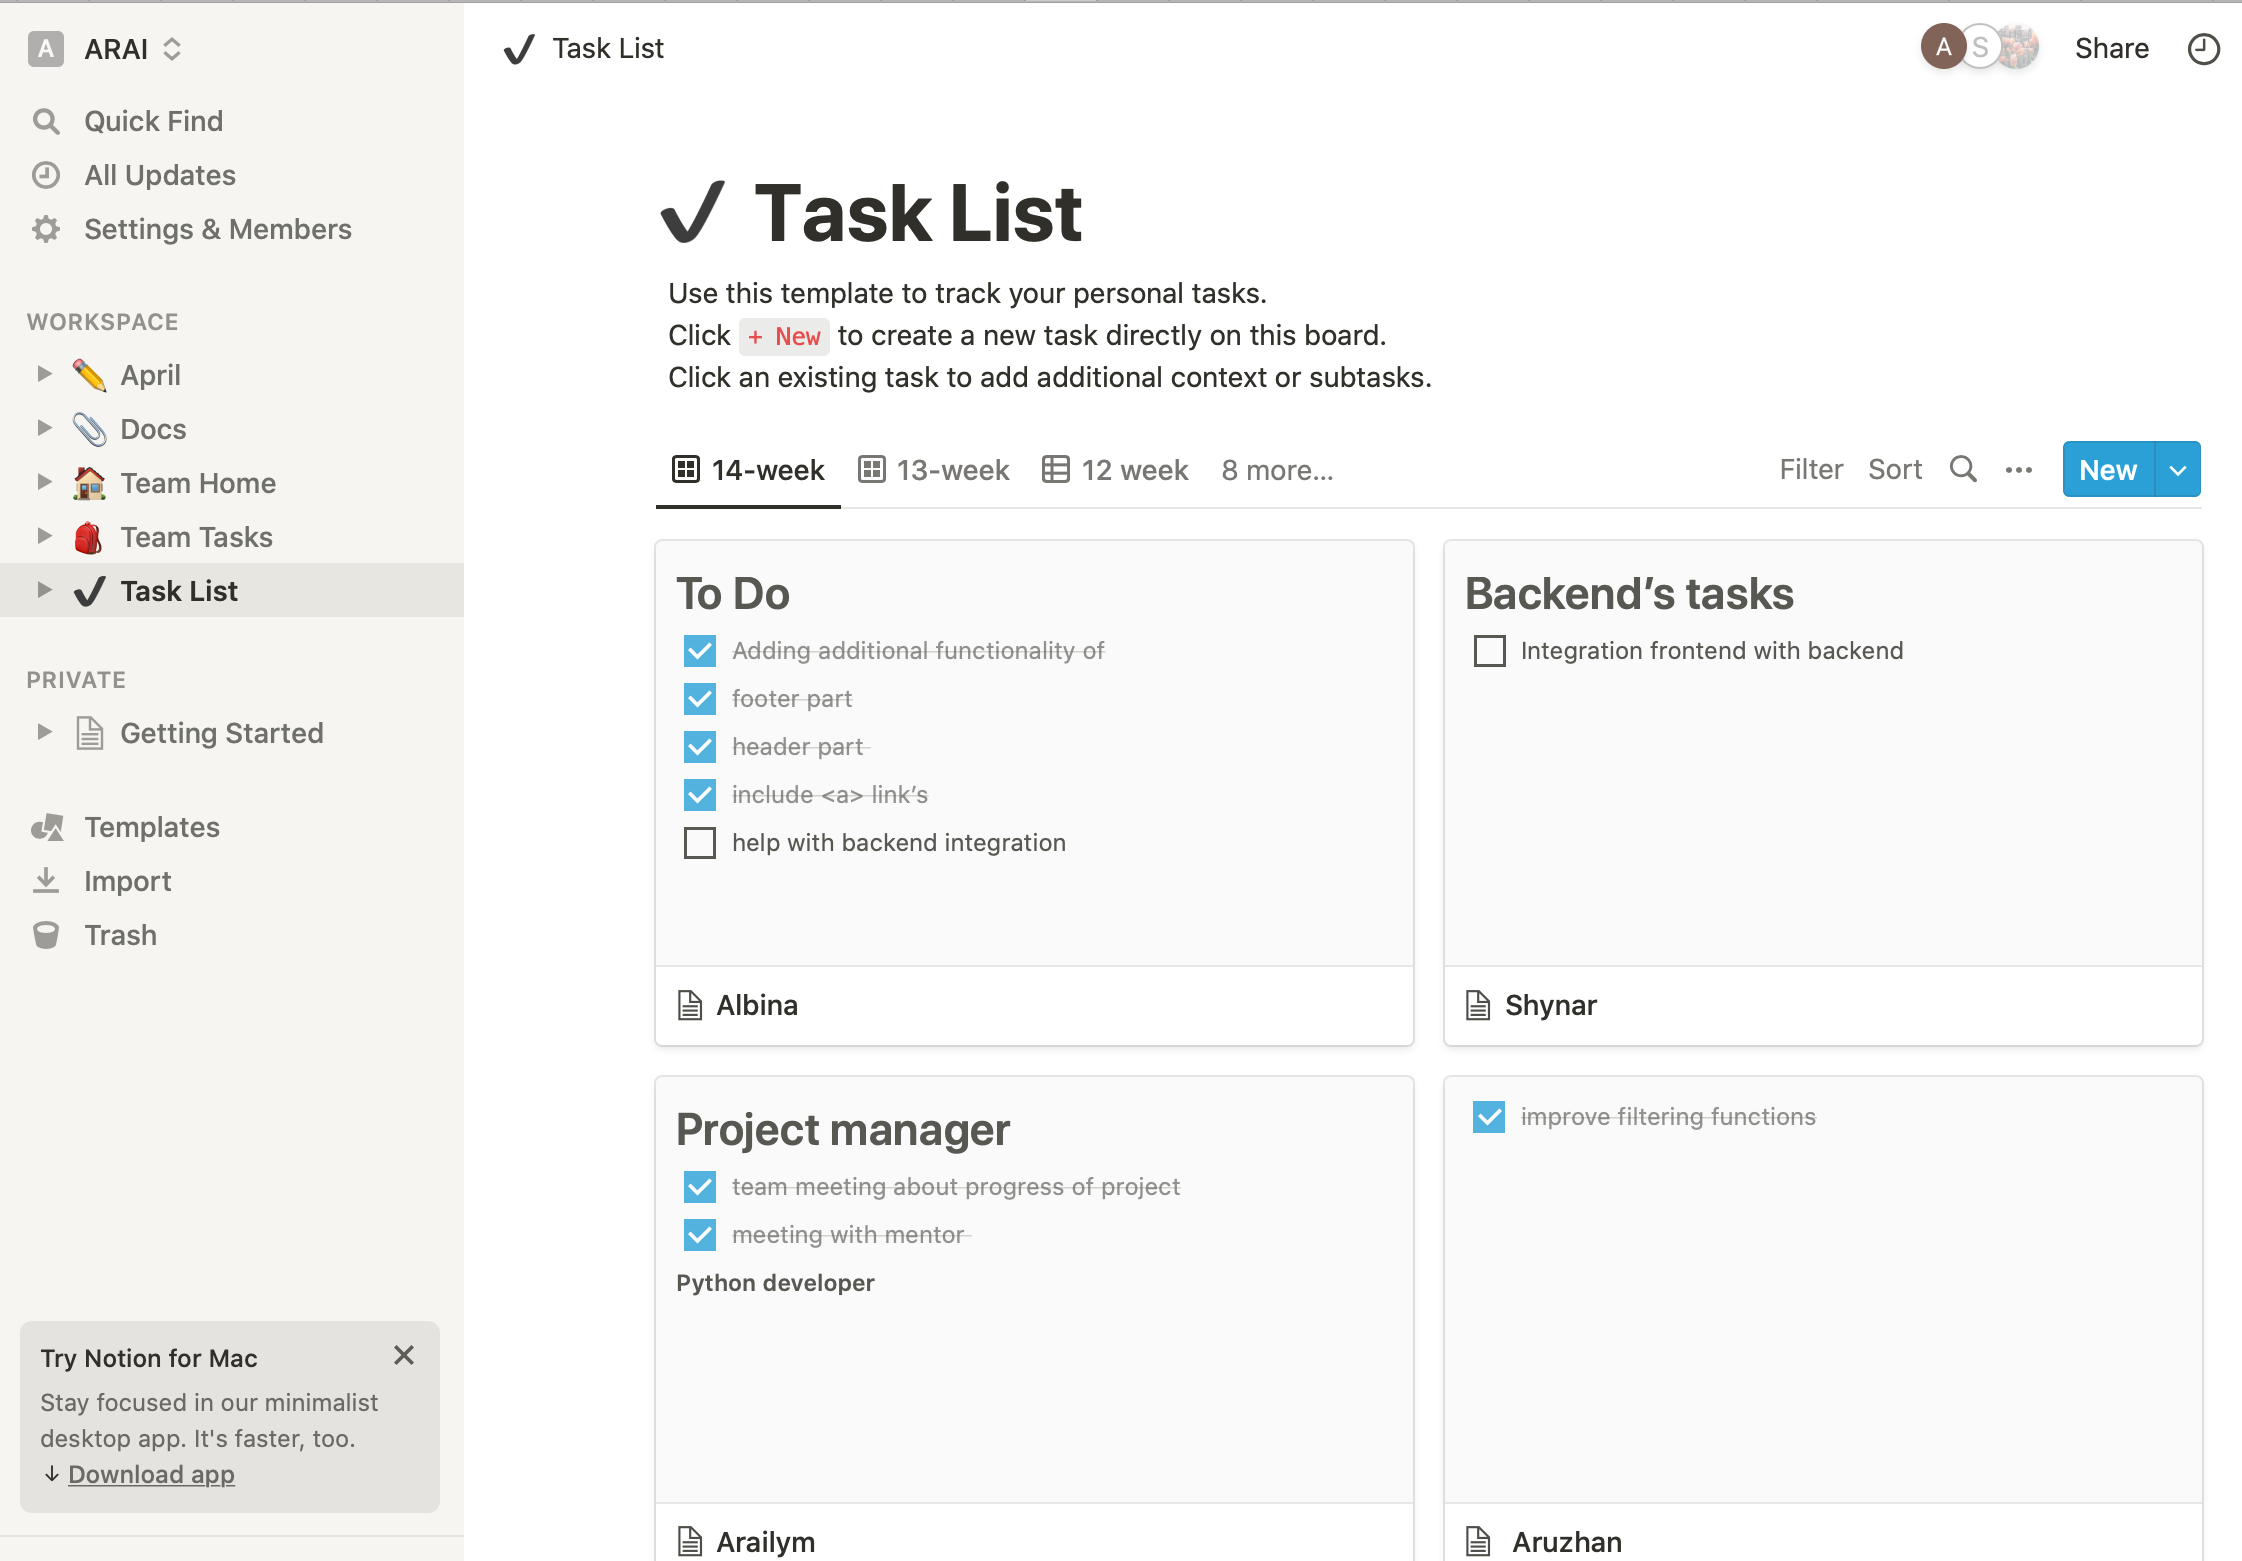 A ARAI
Quick Find
All Updates
Settings & Members
WORKSPACE
April
Docs
Team Home
Team Tasks
Task List
PRIVATE
Getting Started
Templates
Import
Trash
Try Notion for Mac
Stay focused in our minimalist
desktop app. It's faster, too.
Download app
Task List
A S
Share
Task List
Use this template to track your personal tasks.
Click + New to create a new task directly on this board.
Click an existing task to add additional context or subtasks.
14-week 13-week 12 week 8 more...
Filter Sort New
To Do
Adding additional functionality of
footer part
header part
include <a> link’s
help with backend integration
Albina
Backend’s tasks
Integration frontend with backend
Shynar
Project manager
team meeting about progress of project
meeting with mentor
Python developer
Arailym
improve filtering functions
Aruzhan